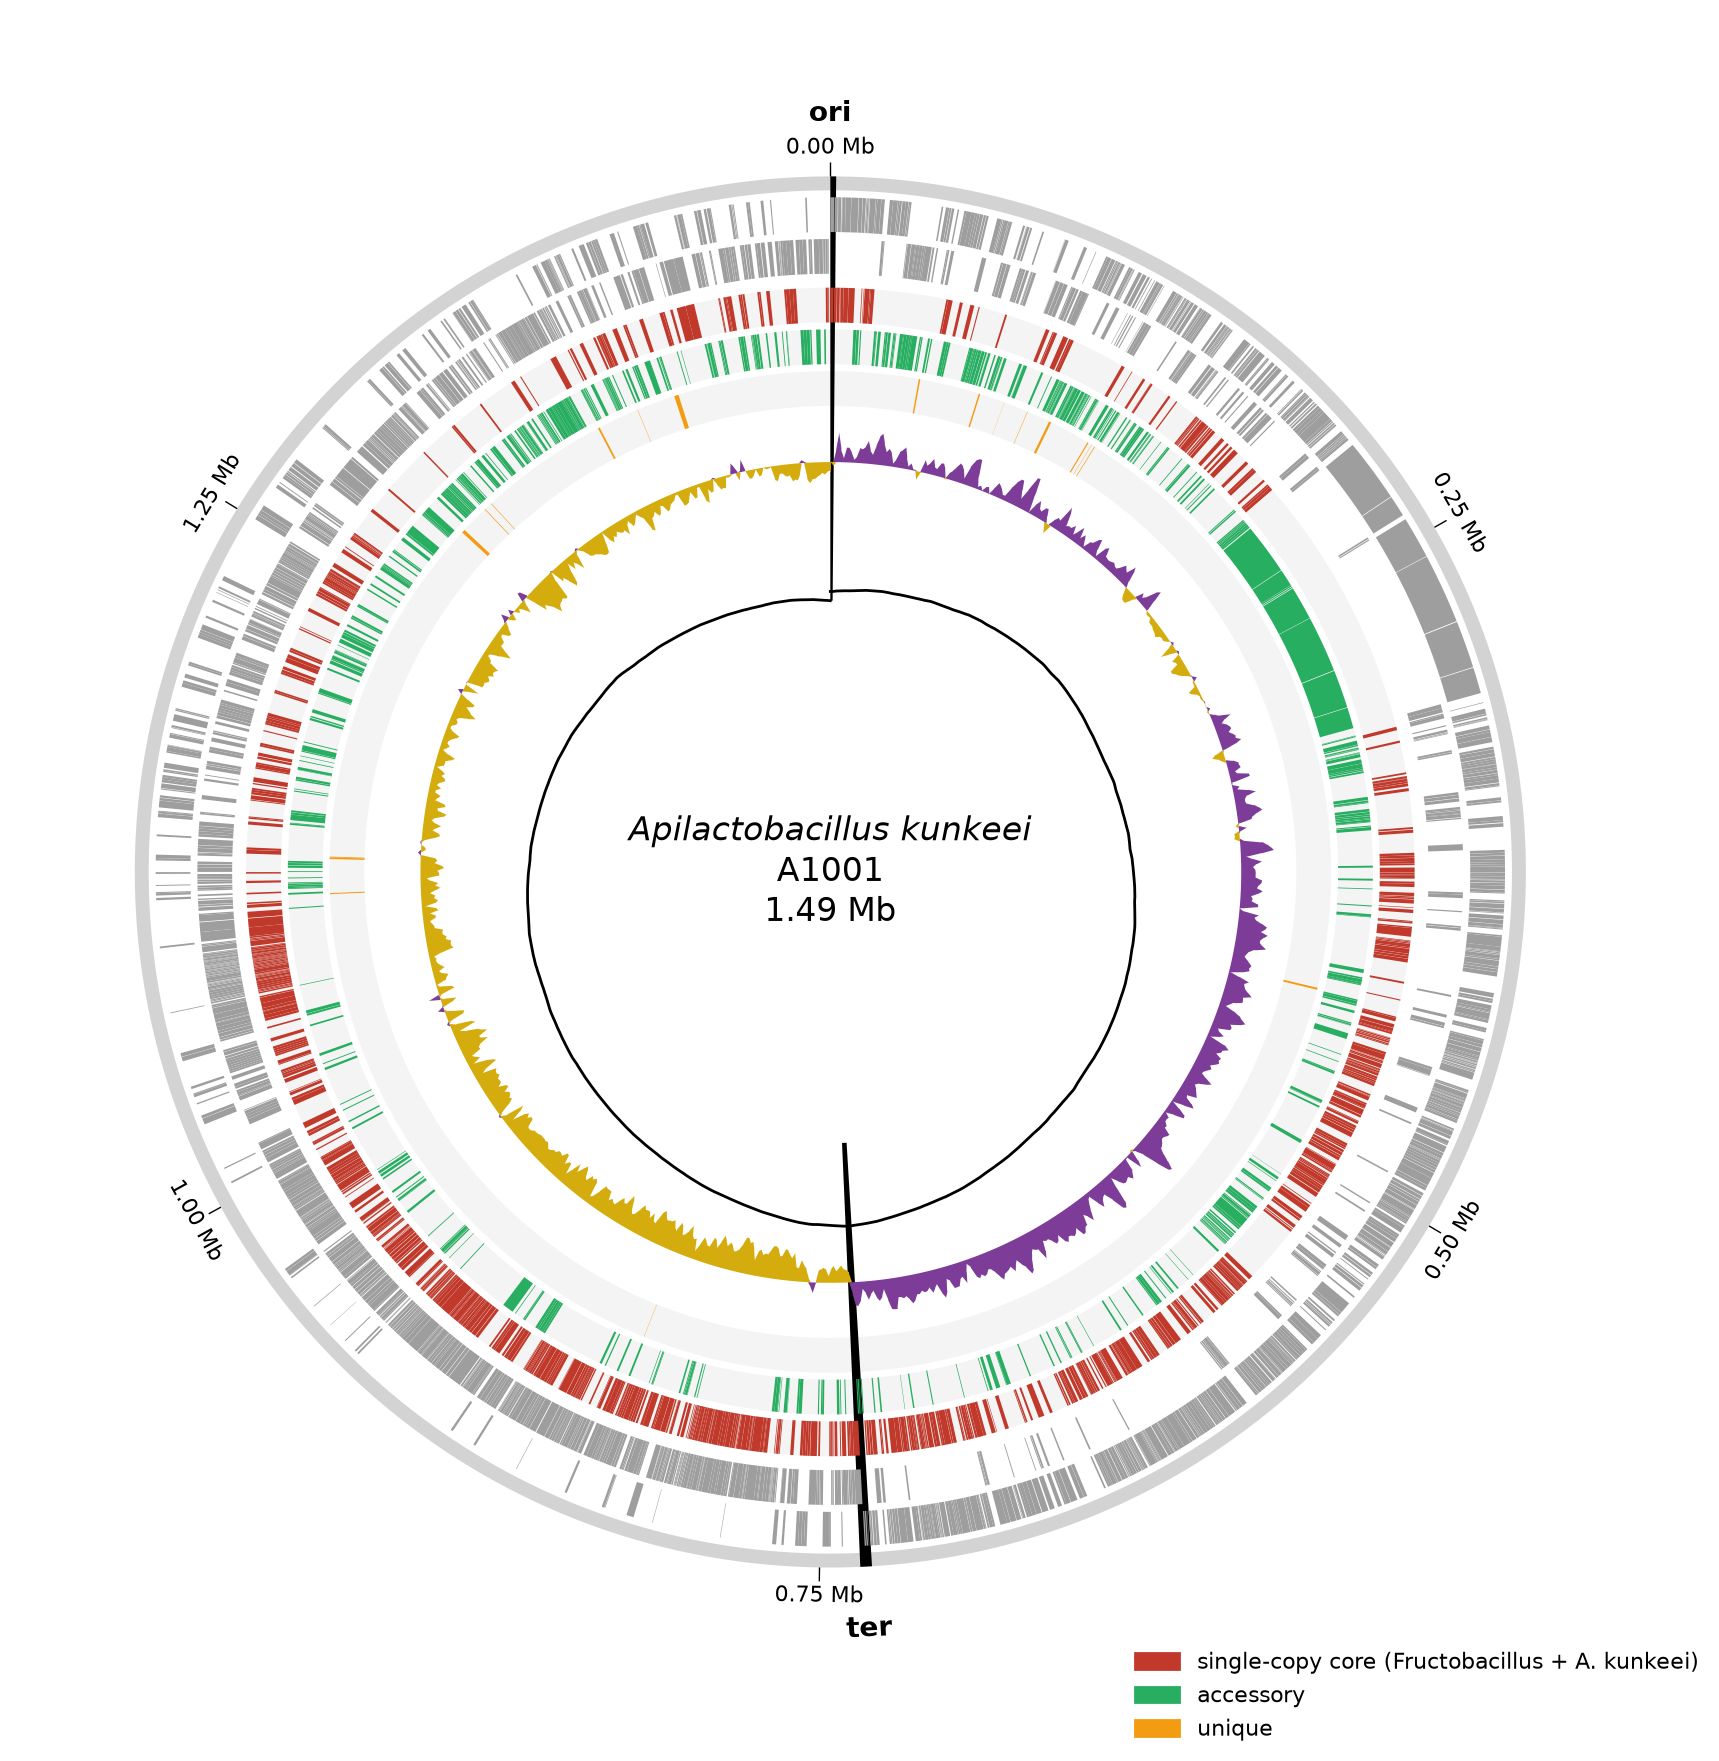 ori
0.00 Mb
0.25 Mb
0.50 Mb
0.75 Mb
ter
1.00 Mb
1.25 Mb
Apilactobacillus kunkeei
A1001
1.49 Mb
single-copy core (Fructobacillus + A. kunkeei)
accessory
unique